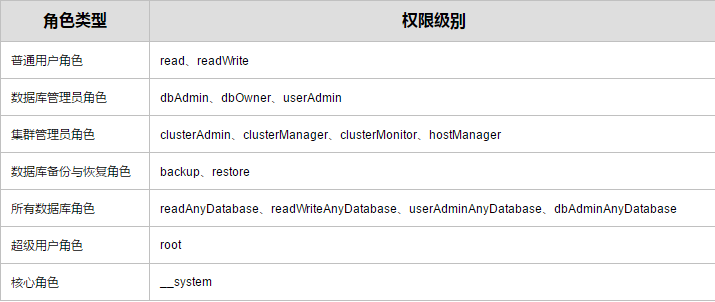 角色类型 权限级别
普通用户角色 read、readWrite
数据库管理员角色 dbAdmin、dbOwner、userAdmin
集群管理员角色 clusterAdmin、clusterManager、clusterMonitor、hostManager
数据库备份与恢复角色 backup、restore
所有数据库角色 readAnyDatabase、readWriteAnyDatabase、userAdminAnyDatabase、dbAdminAnyDatabase
超级用户角色 root
核心角色 __system